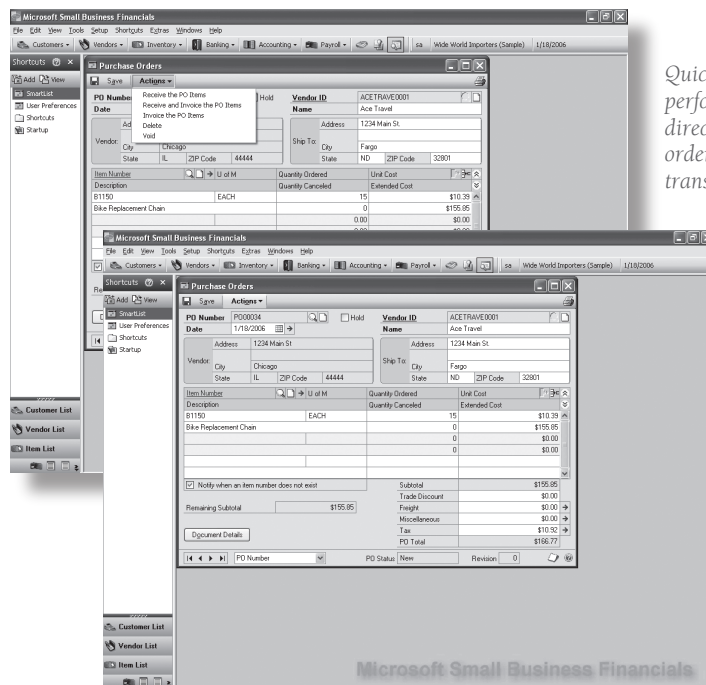 Microsoft Small Business Financials
File Edit View Tools Setup Shortcuts Extras Windows Help
Customers Vendors Inventory Banking Accounting Payroll sa Wide World Importers (Sample) 1/18/2006
Shortcuts
Add View
SmartList
User Preferences
Shortcuts
Startup
Customer List
Vendor List
Item List
Purchase Orders
Save Actions
Receive the PO Items
Receive and Invoice the PO Items
Invoice the PO Items
Delete
Void
PO Number Hold Vendor ID ACETRAVE0001
Date Name Ace Travel
Address 1234 Main St.
Vendor: Ship To:
City Chicago City Fargo
State IL ZIP Code 44444 State ND ZIP Code 32801
Item Number U of M Quantity Ordered Unit Cost
Description Quantity Canceled Extended Cost
B1150 EACH 15 $10.39
Bike Replacement Chain 0 $155.85
0.00 $0.00
Microsoft Small Business Financials
File Edit View Tools Setup Shortcuts Extras Windows Help
Customers Vendors Inventory Banking Accounting Payroll sa Wide World Importers (Sample) 1/18/2006
Shortcuts
Add View
SmartList
User Preferences
Shortcuts
Startup
Customer List
Vendor List
Item List
Purchase Orders
Save Actions
PO Number PO00034 Hold Vendor ID ACETRAVE0001
Date 1/18/2006 Name Ace Travel
Address 1234 Main St Address 1234 Main St.
Vendor: Ship To:
City Chicago City Fargo
State IL ZIP Code 44444 State ND ZIP Code 32801
Item Number U of M Quantity Ordered Unit Cost
Description Quantity Canceled Extended Cost
B1150 EACH 15 $10.39
Bike Replacement Chain 0 $155.85
0 $0.00
0 $0.00
Notify when an item number does not exist Subtotal $155.85
Trade Discount $0.00
Remaining Subtotal $155.85 Freight $0.00
Miscellaneous $0.00
Document Details Tax $10.92
PO Total $166.77
PO Number PO Status New Revision 0
Microsoft Small Business Financials